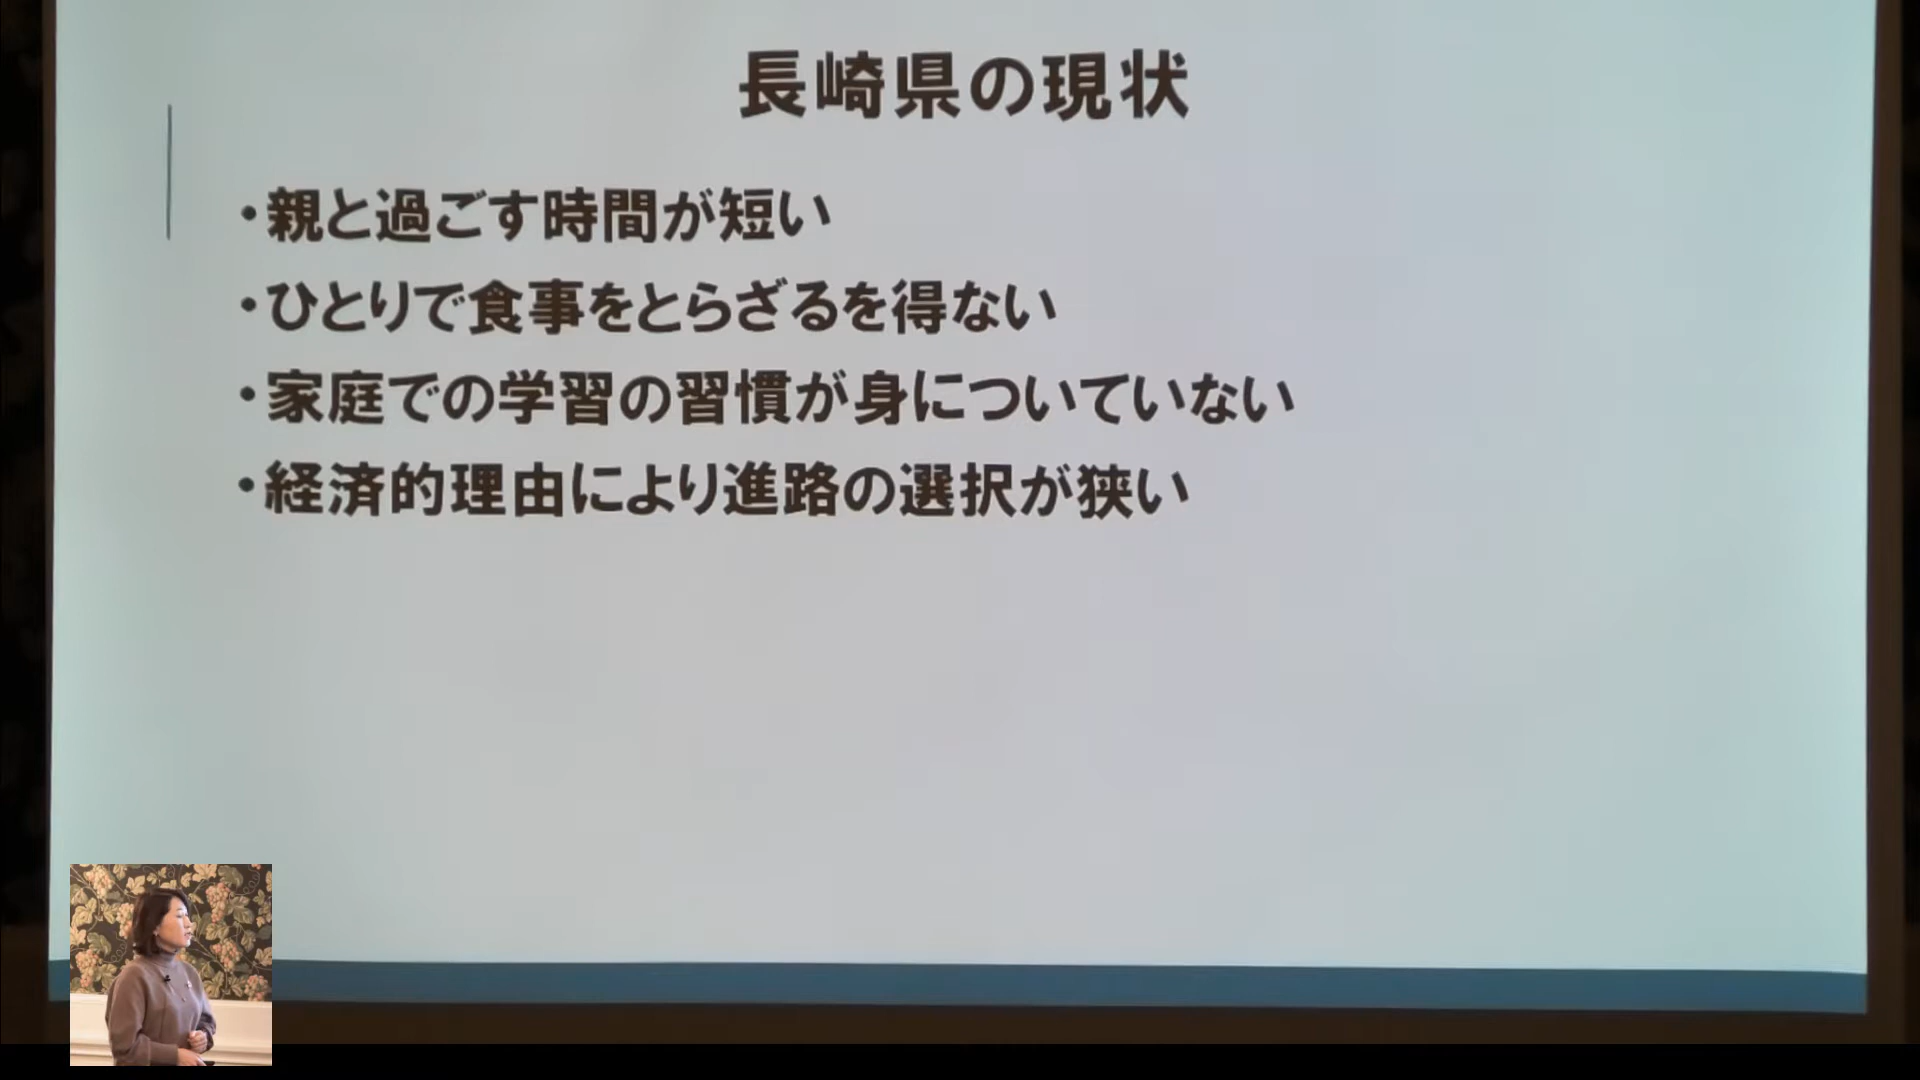 長崎県の現状
・親と過ごす時間が短い
・ひとりで食事をとらざるを得ない
・家庭での学習の習慣が身についていない
・経済的理由により進路の選択が狭い